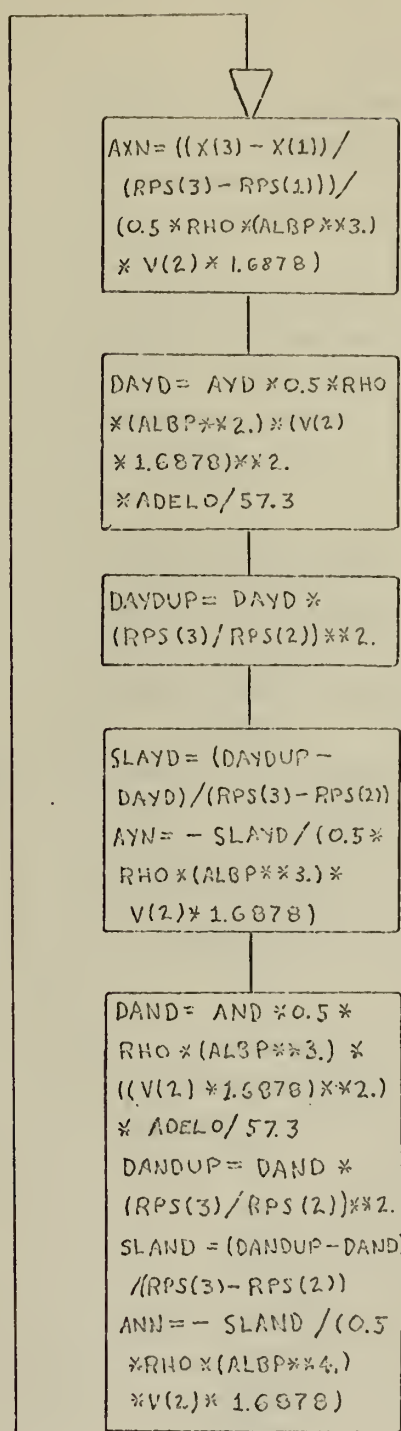 AXN= ((X(3) - X(1)) /
(RPS(3) - RPS(1)))/
(0.5 *RHO *(ALBP**3.)
* V(2) * 1.6878)
DAYD= AYD *0.5 *RHO
*(ALBP**2.) *(V(2)
*1.6878)**2.
*ADELO/57.3
DAYDUP= DAYD *
(RPS(3)/RPS(2))**2.
SLAYD= (DAYDUP -
DAYD)/(RPS(3)-RPS(2))
AYN= - SLAYD /(0.5*
RHO *(ALBP**3.)*
V(2)* 1.6878)
DAND= AND *0.5 *
RHO *(ALBP**3.) *
((V(2) *1.6878)**2.)
* ADELO/57.3
DANDUP= DAND *
(RPS(3)/RPS(2))**2.
SLAND = (DANDUP-DAND)
/(RPS(3)- RPS(2))
ANN= - SLAND /(0.5
*RHO *(ALBP**4.)
*V(2)* 1.6878)